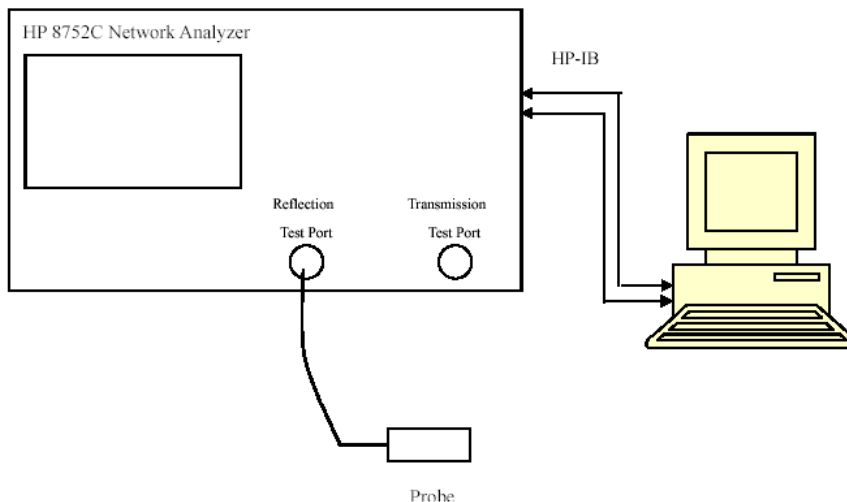 HP 8752C Network Analyzer
HP-IB
Reflection
Test Port
Transmission
Test Port
Probe